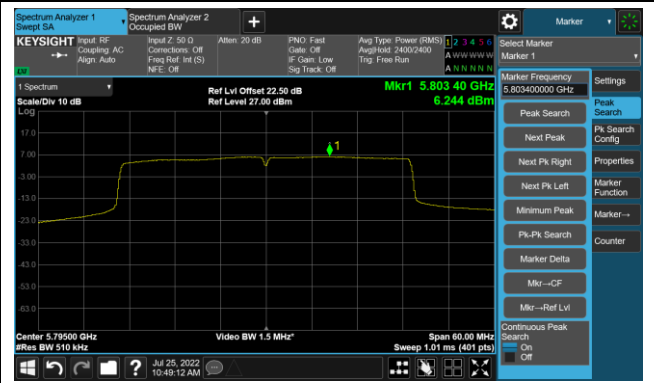 Spectrum Analyzer 1
Swept SA
Spectrum Analyzer 2
Occupied BW
Marker
KEYSIGHT
Input: RF
Coupling: AC
Align: Auto
Input Z: 50 Ω
Corrections: Off
Freq Ref: Int (S)
NFE: Off
Atten: 20 dB
PNO: Fast
Gate: Off
IF Gain: Low
Sig Track: Off
Avg Type: Power (RMS)
Avg|Hold: 2400/2400
Trig: Free Run
1 2 3 4 5 6
A W W W W W
A N N N N N
Select Marker
Marker 1
1 Spectrum
Scale/Div 10 dB
Log
Ref Lvl Offset 22.50 dB
Ref Level 27.00 dBm
Mkr1 5.803 40 GHz
6.244 dBm
1
17.0
7.00
-3.00
-13.0
-23.0
-33.0
-43.0
-53.0
-63.0
Center 5.79500 GHz
#Res BW 510 kHz
Video BW 1.5 MHz*
Span 60.00 MHz
Sweep 1.01 ms (401 pts)
Marker Frequency
5.803400000 GHz
Peak Search
Next Peak
Next Pk Right
Next Pk Left
Minimum Peak
Pk-Pk Search
Marker Delta
Mkr→CF
Mkr→Ref Lvl
Continuous Peak
Search
On
Off
Settings
Peak
Search
Pk Search
Config
Properties
Marker
Function
Marker→
Counter
Jul 25, 2022
10:49:12 AM